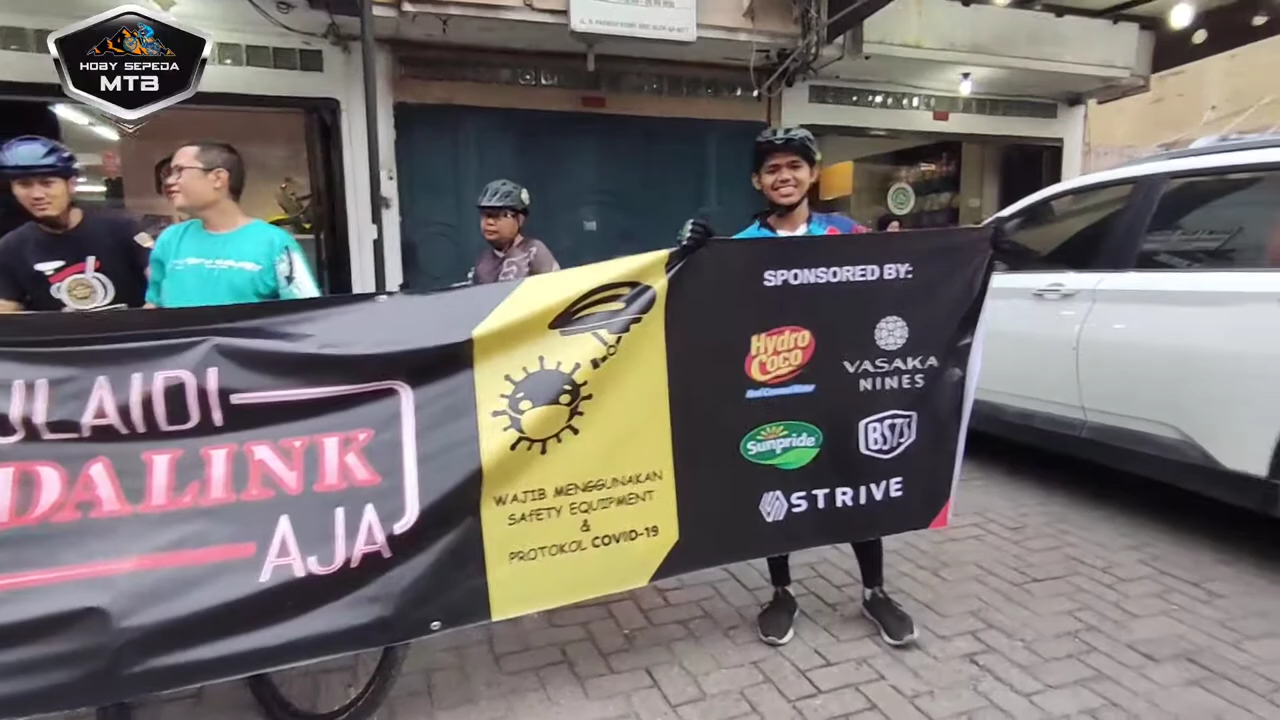 HOBY SEPEDA
MTB
SPONSORED BY:
Hydro
Coco
VASAKA
NINES
Sunpride
BSTS
STRIVE
ULAIDI
DALINK
AJA
WAJIB MENGGUNAKAN
SAFETY EQUIPMENT
&
PROTOKOL COVID-19